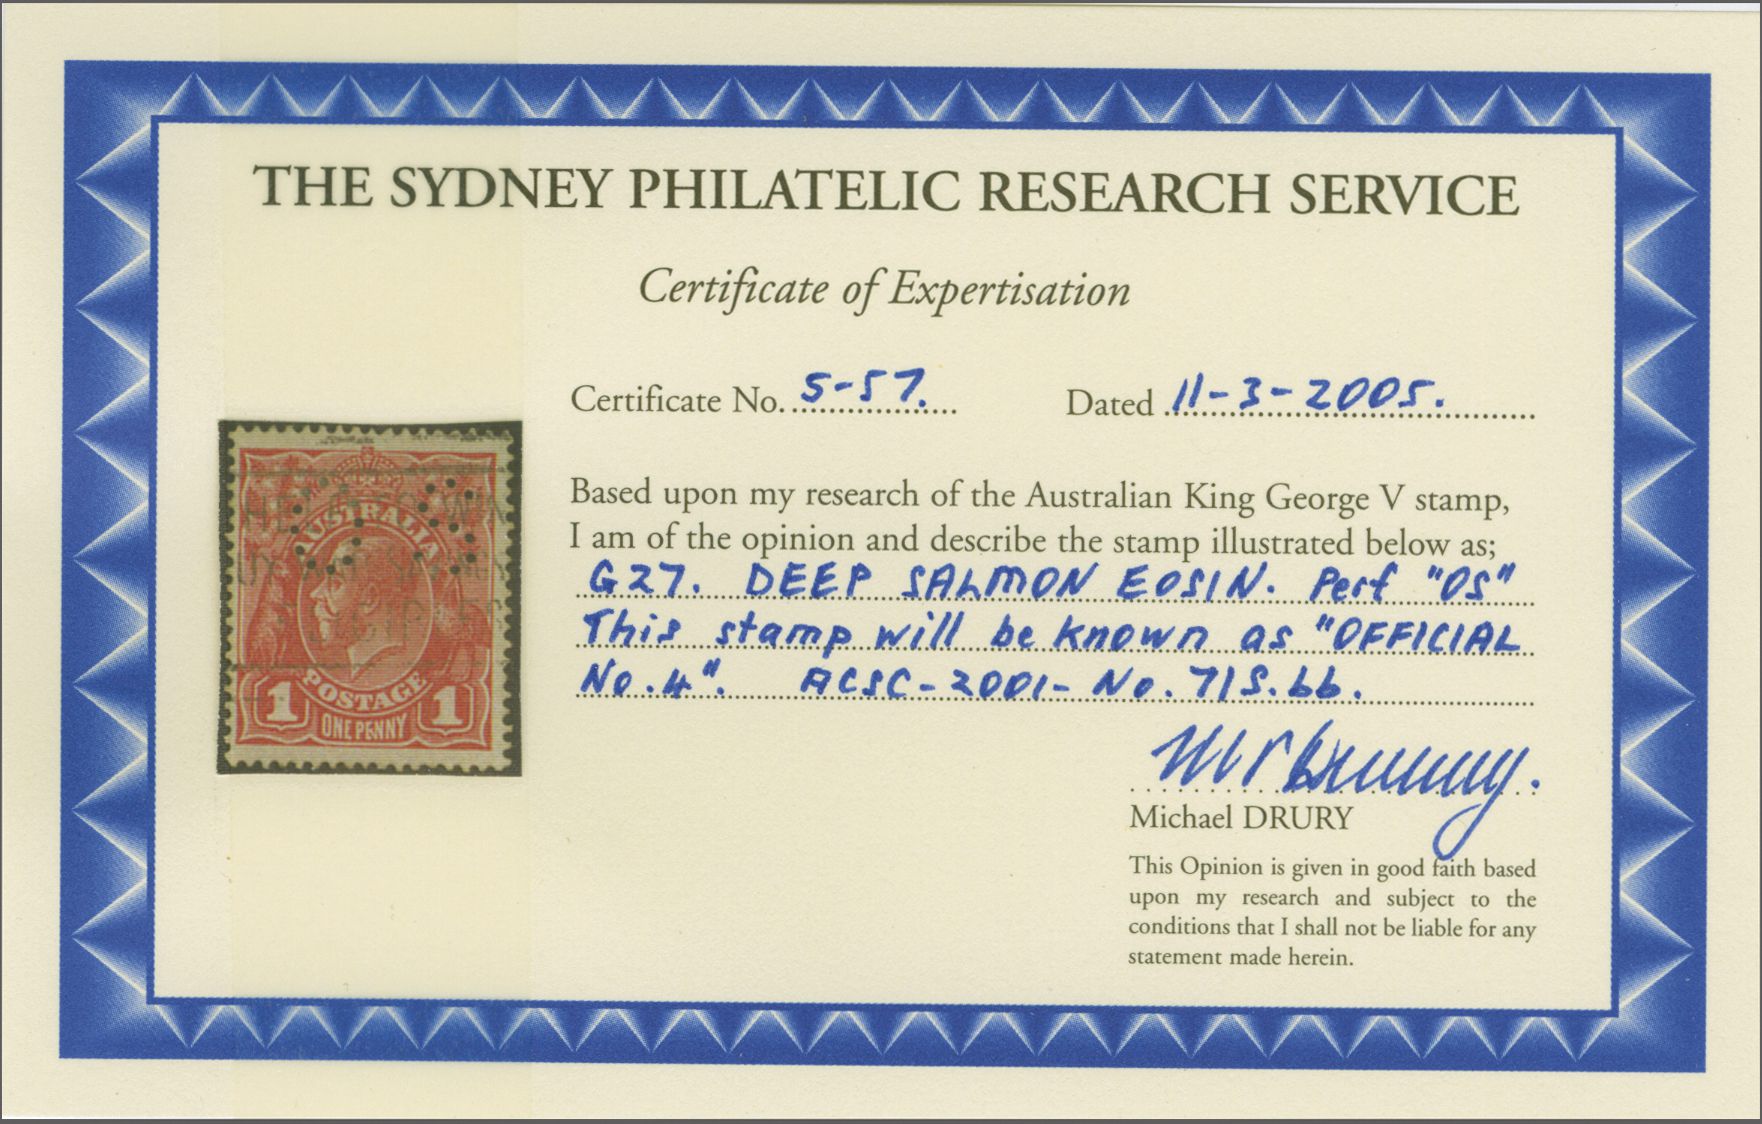 THE SYDNEY PHILATELIC RESEARCH SERVICE
Certificate of Expertisation
Certificate No. 5-57.
Dated 11-3-2005.
Based upon my research of the Australian King George V stamp,
I am of the opinion and describe the stamp illustrated below as;
G27. DEEP SALMON EOSIN. Perf "OS"
This stamp will be known as "OFFICIAL
No.4". ACSC-2001-No.71S.bb.
AUSTRALIA
POSTAGE
1 ONE PENNY 1
Michael DRURY
This Opinion is given in good faith based
upon my research and subject to the
conditions that I shall not be liable for any
statement made herein.